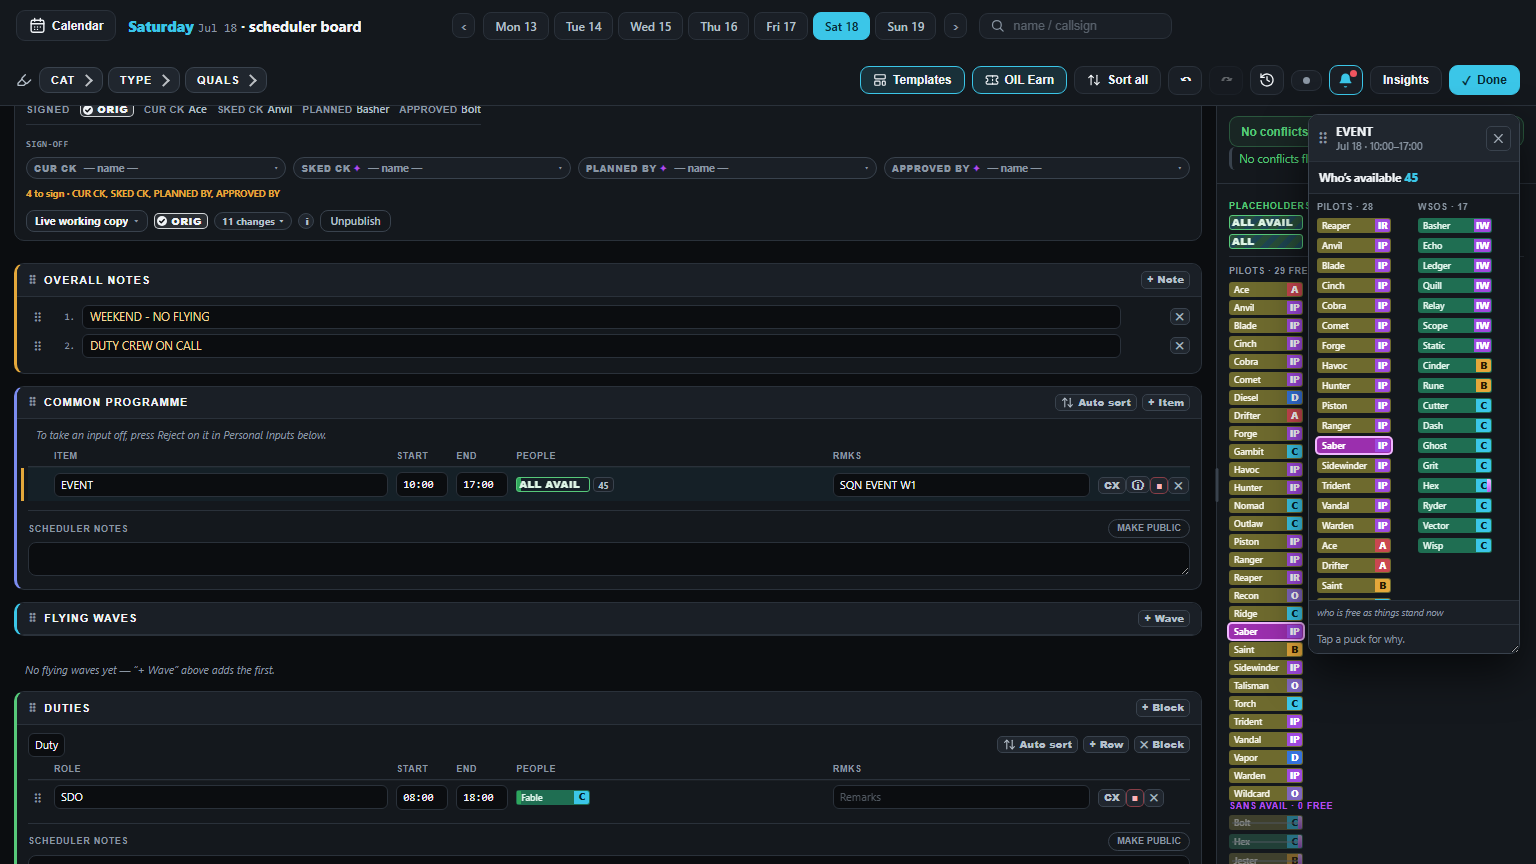 Calendar
Saturday Jul 18 · scheduler board
Mon 13
Tue 14
Wed 15
Thu 16
Fri 17
Sat 18
Sun 19
name / callsign
CAT
TYPE
QUALS
Templates
OIL Earn
Sort all
Insights
✓ Done
SIGNED ORIG CUR CK Ace SKED CK Anvil PLANNED Basher APPROVED Bolt
SIGN-OFF
CUR CK — name —
SKED CK ✦ — name —
PLANNED BY ✦ — name —
APPROVED BY ✦ — name —
4 to sign · CUR CK, SKED CK, PLANNED BY, APPROVED BY
Live working copy
ORIG
11 changes
i
Unpublish
OVERALL NOTES
+ Note
1. WEEKEND - NO FLYING
2. DUTY CREW ON CALL
COMMON PROGRAMME
Auto sort
+ Item
To take an input off, press Reject on it in Personal Inputs below.
ITEM START END PEOPLE RMKS
EVENT 10:00 17:00 ALL AVAIL 45 SQN EVENT W1 CX
SCHEDULER NOTES
MAKE PUBLIC
FLYING WAVES
+ Wave
No flying waves yet — "+ Wave" above adds the first.
DUTIES
+ Block
Duty
Auto sort
+ Row
✕ Block
ROLE START END PEOPLE RMKS
SDO 08:00 18:00 Fable C Remarks CX
SCHEDULER NOTES
MAKE PUBLIC
No conflicts
No conflicts fl
PLACEHOLDERS
ALL AVAIL
ALL
PILOTS · 29 FRE
Ace A
Anvil IP
Blade IP
Cinch IP
Cobra IP
Comet IP
Diesel D
Drifter A
Forge IP
Gambit C
Havoc IP
Hunter IP
Nomad C
Outlaw C
Piston IP
Ranger IP
Reaper IR
Recon O
Ridge C
Saber IP
Saint B
Sidewinder IP
Talisman O
Torch C
Trident IP
Vandal IP
Vapor D
Warden IP
Wildcard O
SANS AVAIL · 0 FREE
Bolt C
Hex C
Jester B
EVENT
Jul 18 · 10:00–17:00
Who's available 45
PILOTS · 28
Reaper IR
Anvil IP
Blade IP
Cinch IP
Cobra IP
Comet IP
Forge IP
Havoc IP
Hunter IP
Piston IP
Ranger IP
Saber IP
Sidewinder IP
Trident IP
Vandal IP
Warden IP
Ace A
Drifter A
Saint B
WSOS · 17
Basher IW
Echo IW
Ledger IW
Quill IW
Relay IW
Scope IW
Static IW
Cinder B
Rune B
Cutter C
Dash C
Ghost C
Grit C
Hex C
Ryder C
Vector C
Wisp C
who is free as things stand now
Tap a puck for why.